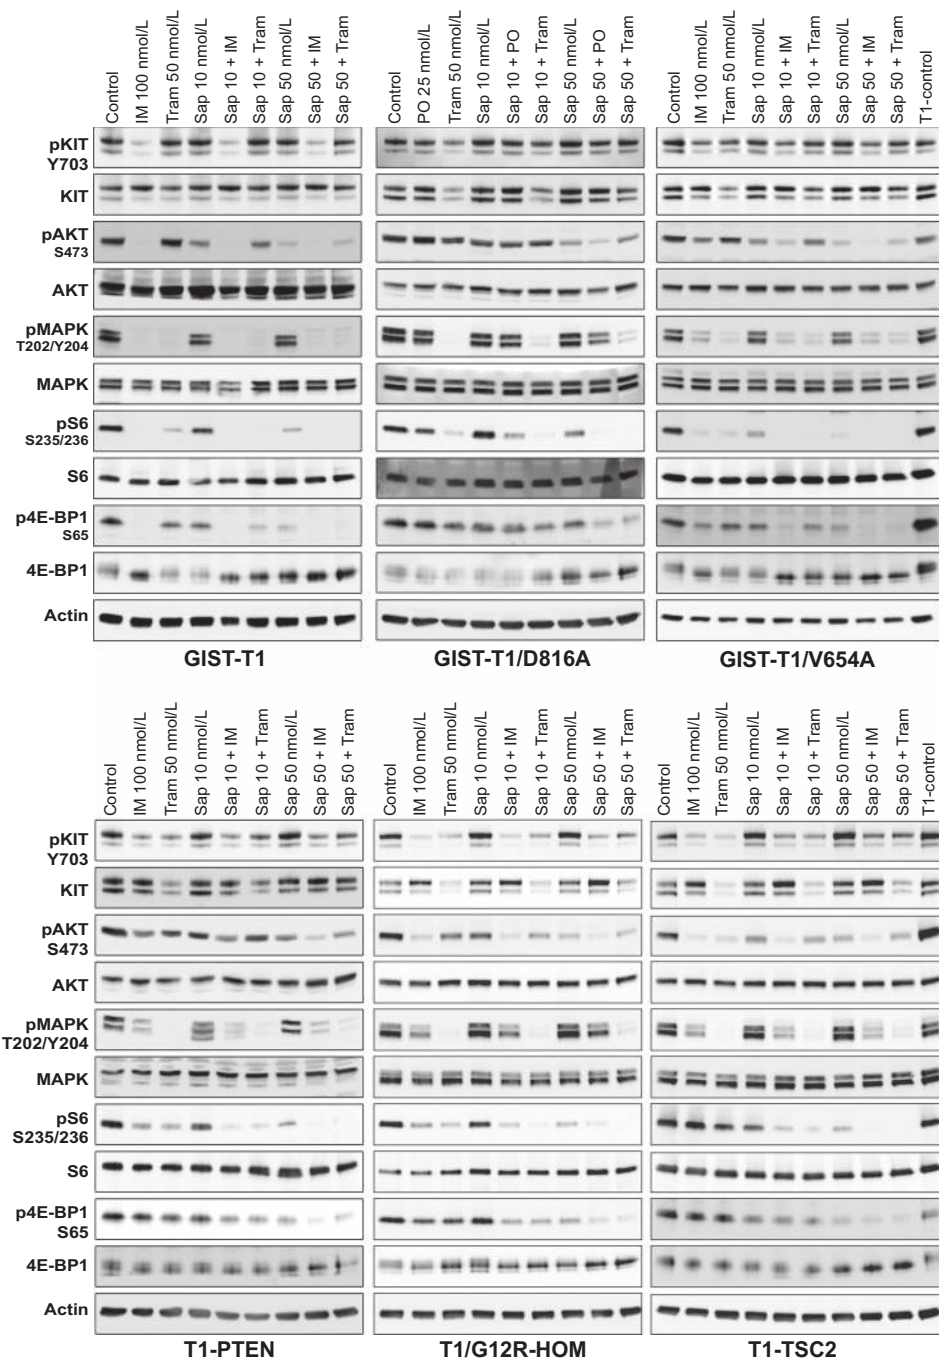 Control IM 100 nmol/L Tram 50 nmol/L Sap 10 nmol/L Sap 10 + IM Sap 10 + Tram Sap 50 nmol/L Sap 50 + IM Sap 50 + Tram
Control PO 25 nmol/L Tram 50 nmol/L Sap 10 nmol/L Sap 10 + PO Sap 10 + Tram Sap 50 nmol/L Sap 50 + PO Sap 50 + Tram
Control IM 100 nmol/L Tram 50 nmol/L Sap 10 nmol/L Sap 10 + IM Sap 10 + Tram Sap 50 nmol/L Sap 50 + IM Sap 50 + Tram T1-control
pKIT
Y703
KIT
pAKT
S473
AKT
pMAPK
T202/Y204
MAPK
pS6
S235/236
S6
p4E-BP1
S65
4E-BP1
Actin
GIST-T1 GIST-T1/D816A GIST-T1/V654A
Control IM 100 nmol/L Tram 50 nmol/L Sap 10 nmol/L Sap 10 + IM Sap 10 + Tram Sap 50 nmol/L Sap 50 + IM Sap 50 + Tram
Control IM 100 nmol/L Tram 50 nmol/L Sap 10 nmol/L Sap 10 + IM Sap 10 + Tram Sap 50 nmol/L Sap 50 + IM Sap 50 + Tram
Control IM 100 nmol/L Tram 50 nmol/L Sap 10 nmol/L Sap 10 + IM Sap 10 + Tram Sap 50 nmol/L Sap 50 + IM Sap 50 + Tram T1-control
pKIT
Y703
KIT
pAKT
S473
AKT
pMAPK
T202/Y204
MAPK
pS6
S235/236
S6
p4E-BP1
S65
4E-BP1
Actin
T1-PTEN T1/G12R-HOM T1-TSC2